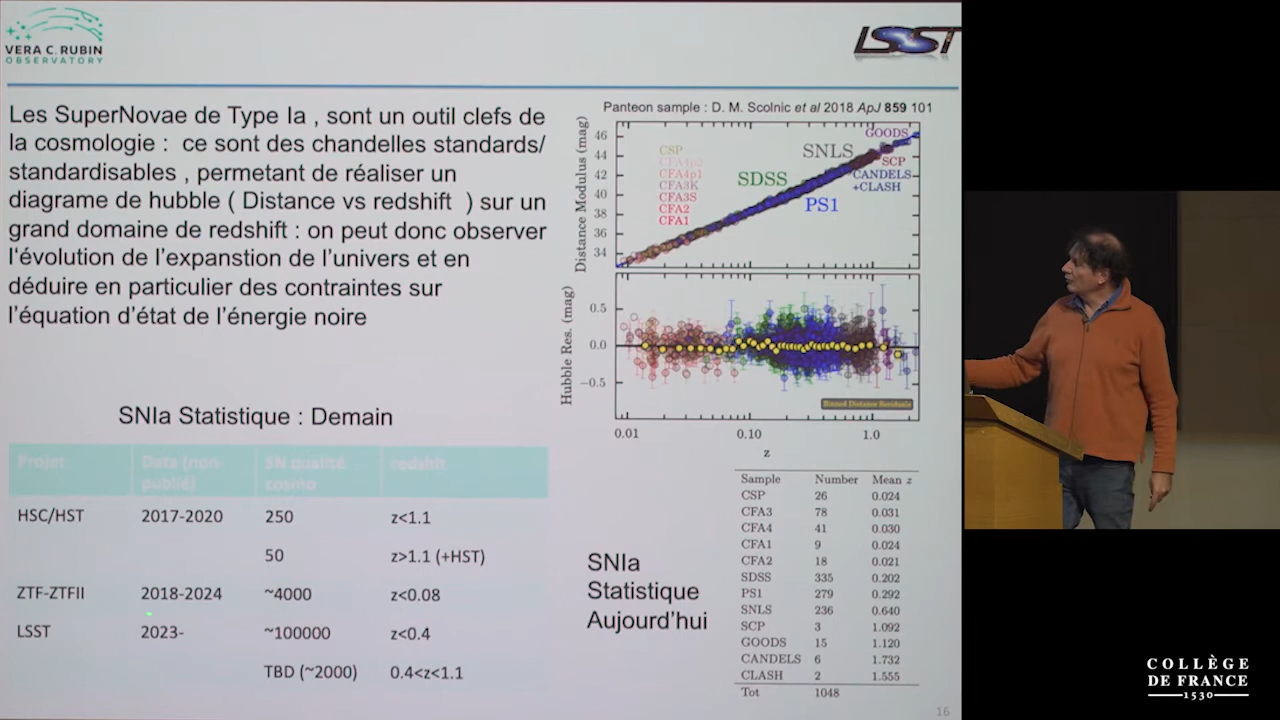 VERA C. RUBIN
OBSERVATORY
LSST
Les SuperNovae de Type Ia , sont un outil clefs de
la cosmologie : ce sont des chandelles standards/
standardisables , permetant de réaliser un
diagrame de hubble ( Distance vs redshift ) sur un
grand domaine de redshift : on peut donc observer
l'évolution de l'expanstion de l'univers et en
déduire en particulier des contraintes sur
l'équation d'état de l'énergie noire
Panteon sample : D. M. Scolnic et al 2018 ApJ 859 101
Distance Modulus (mag)
46
44
42
40
38
36
34
CSP
CFA4p2
CFA4p1
CFA3K
CFA3S
CFA2
CFA1
SDSS
SNLS
PS1
GOODS
SCP
CANDELS
+CLASH
Hubble Res. (mag)
0.5
0.0
−0.5
Binned Distance Residuals
0.01 0.10 1.0
z
SNIa Statistique : Demain
Projet Data (non-publié) SN qualité cosmo redshit
HSC/HST 2017-2020 250 z<1.1
50 z>1.1 (+HST)
ZTF-ZTFII 2018-2024 ~4000 z<0.08
LSST 2023- ~100000 z<0.4
TBD (~2000) 0.4<z<1.1
SNIa
Statistique
Aujourd'hui
Sample Number Mean z
CSP 26 0.024
CFA3 78 0.031
CFA4 41 0.030
CFA1 9 0.024
CFA2 18 0.021
SDSS 335 0.202
PS1 279 0.292
SNLS 236 0.640
SCP 3 1.092
GOODS 15 1.120
CANDELS 6 1.732
CLASH 2 1.555
Tot 1048
16
COLLÈGE
DE FRANCE
1530